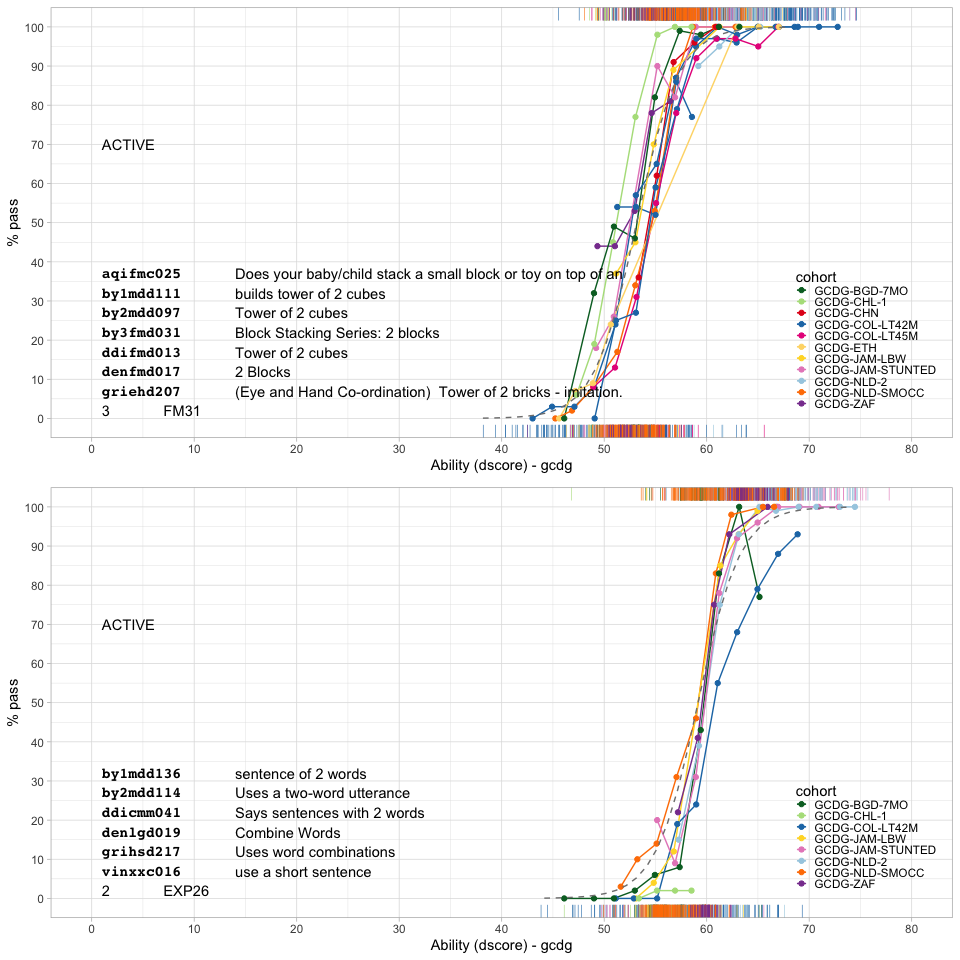 100
90
80
70
60
50
40
30
20
10
0
% pass
ACTIVE
aqifmc025 Does your baby/child stack a small block or toy on top of an
by1mdd111 builds tower of 2 cubes
by2mdd097 Tower of 2 cubes
by3fmd031 Block Stacking Series: 2 blocks
ddifmd013 Tower of 2 cubes
denfmd017 2 Blocks
griehd207 (Eye and Hand Co-ordination) Tower of 2 bricks - imitation.
3 FM31
cohort
GCDG-BGD-7MO
GCDG-CHL-1
GCDG-CHN
GCDG-COL-LT42M
GCDG-COL-LT45M
GCDG-ETH
GCDG-JAM-LBW
GCDG-JAM-STUNTED
GCDG-NLD-2
GCDG-NLD-SMOCC
GCDG-ZAF
0 10 20 30 40 50 60 70 80
Ability (dscore) - gcdg
100
90
80
70
60
50
40
30
20
10
0
% pass
ACTIVE
by1mdd136 sentence of 2 words
by2mdd114 Uses a two-word utterance
ddicmm041 Says sentences with 2 words
denlgd019 Combine Words
grihsd217 Uses word combinations
vinxxc016 use a short sentence
2 EXP26
cohort
GCDG-BGD-7MO
GCDG-CHL-1
GCDG-COL-LT42M
GCDG-JAM-LBW
GCDG-JAM-STUNTED
GCDG-NLD-2
GCDG-NLD-SMOCC
GCDG-ZAF
0 10 20 30 40 50 60 70 80
Ability (dscore) - gcdg